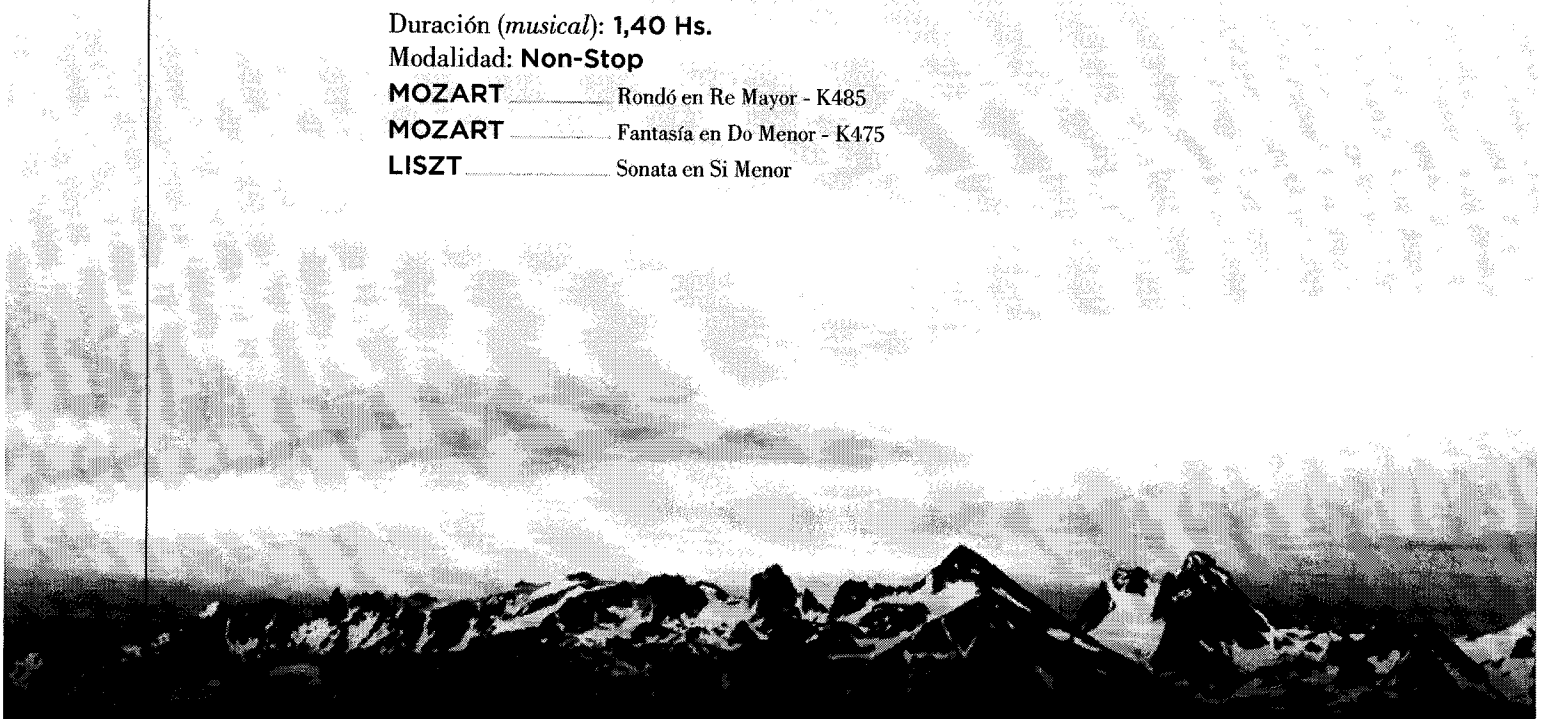 Duración (musical): 1,40 Hs.
Modalidad: Non-Stop
MOZART Rondó en Re Mayor - K485
MOZART Fantasía en Do Menor - K475
LISZT Sonata en Si Menor